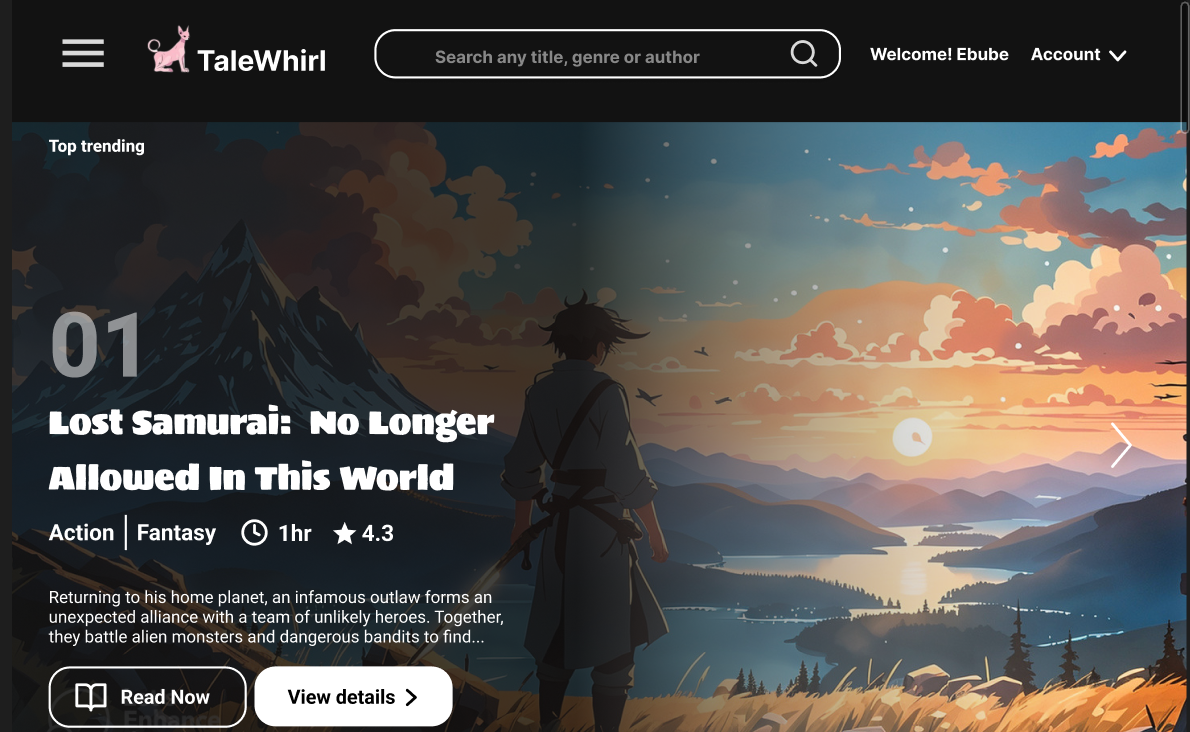 TaleWhirl
Search any title, genre or author
Welcome! Ebube
Account
Top trending
01
Lost Samurai: No Longer
Allowed In This World
Action | Fantasy 1hr 4.3
Returning to his home planet, an infamous outlaw forms an
unexpected alliance with a team of unlikely heroes. Together,
they battle alien monsters and dangerous bandits to find...
Read Now
View details
Enhance